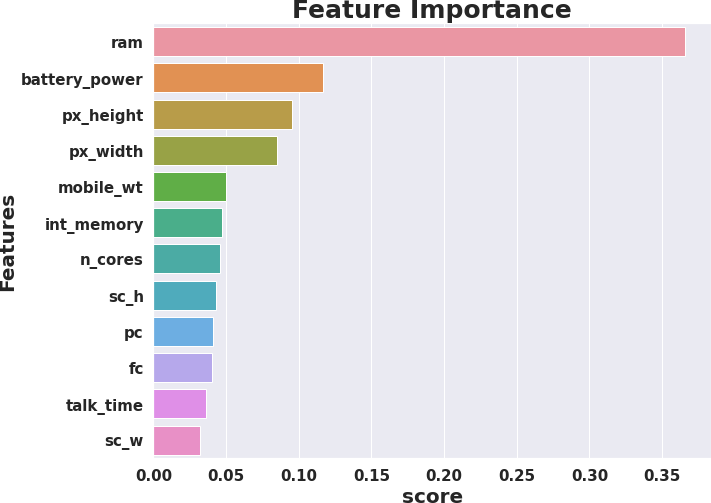 Feature Importance
ram
battery_power
px_height
px_width
mobile_wt
int_memory
n_cores
sc_h
pc
fc
talk_time
sc_w
Features
0.00 0.05 0.10 0.15 0.20 0.25 0.30 0.35
score